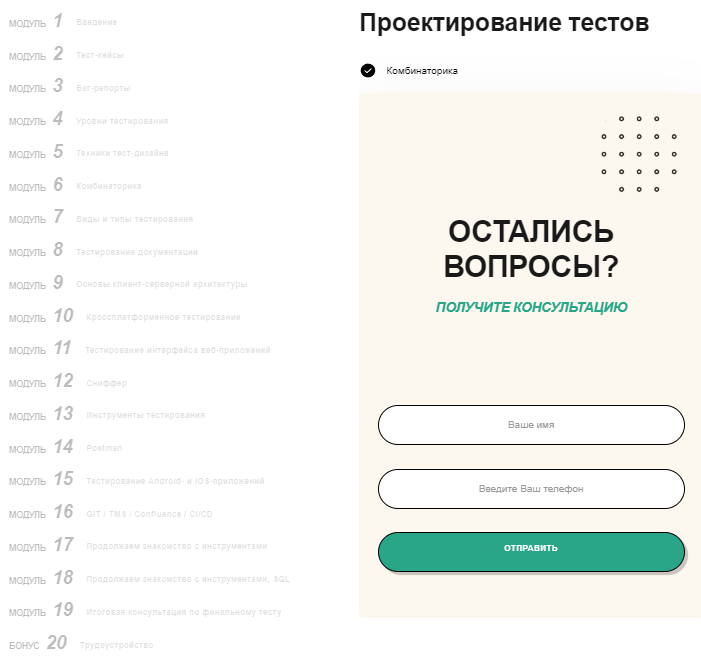 МОДУЛЬ 1 Введение
МОДУЛЬ 2 Тест-кейсы
МОДУЛЬ 3 Баг-репорты
МОДУЛЬ 4 Уровни тестирования
МОДУЛЬ 5 Техники тест-дизайна
МОДУЛЬ 6 Комбинаторика
МОДУЛЬ 7 Виды и типы тестирования
МОДУЛЬ 8 Тестирование документации
МОДУЛЬ 9 Основы клиент-серверной архитектуры
МОДУЛЬ 10 Кроссплатформенное тестирование
МОДУЛЬ 11 Тестирование интерфейса веб-приложений
МОДУЛЬ 12 Сниффер
МОДУЛЬ 13 Инструменты тестирования
МОДУЛЬ 14 Postman
МОДУЛЬ 15 Тестирование Android- и iOS-приложений
МОДУЛЬ 16 GIT / TMS / Confluence / CI/CD
МОДУЛЬ 17 Продолжаем знакомство с инструментами
МОДУЛЬ 18 Продолжаем знакомство с инструментами, SQL
МОДУЛЬ 19 Итоговая консультация по финальному тесту
БОНУС 20 Трудоустройство
Проектирование тестов
Комбинаторика
ОСТАЛИСЬ
ВОПРОСЫ?
ПОЛУЧИТЕ КОНСУЛЬТАЦИЮ
Ваше имя
Введите Ваш телефон
ОТПРАВИТЬ